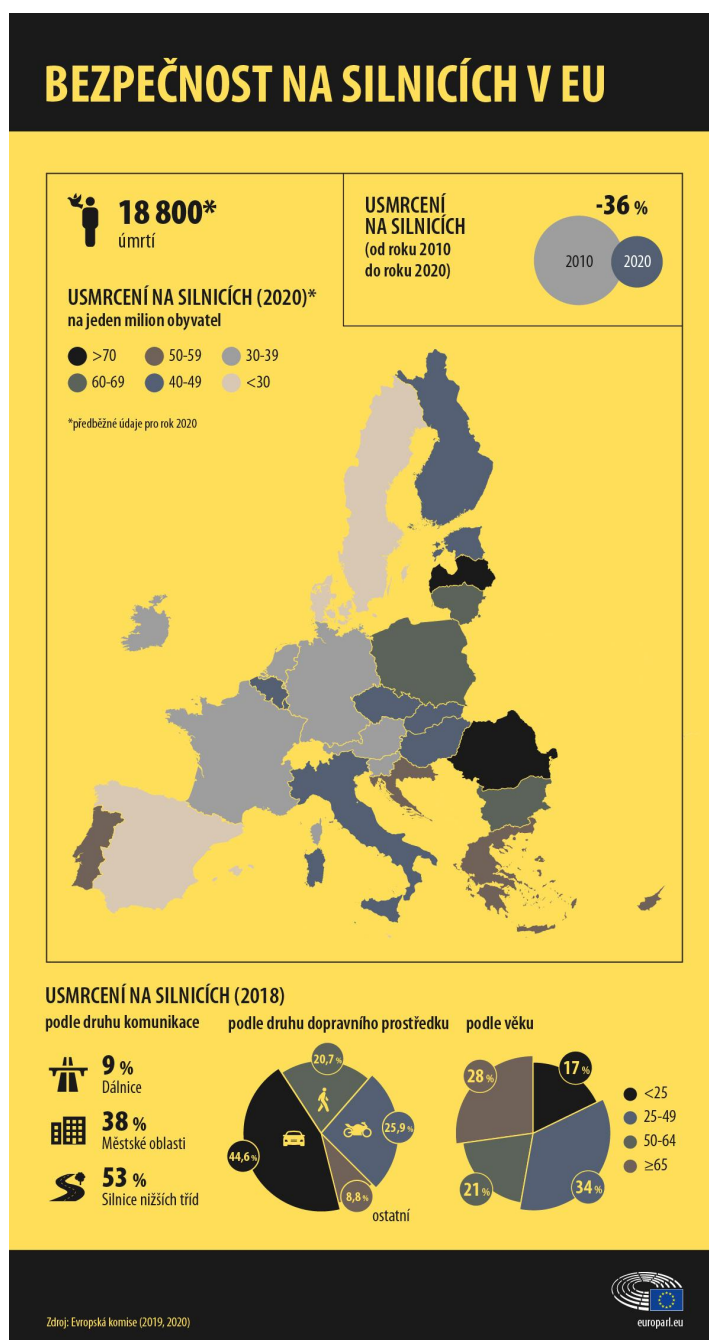 BEZPEČNOST NA SILNICÍCH V EU
18 800*
úmrtí
USMRCENÍ NA SILNICÍCH (2020)*
na jeden milion obyvatel
>70
50-59
30-39
60-69
40-49
<30
*předběžné údaje pro rok 2020
USMRCENÍ
NA SILNICÍCH
(od roku 2010
do roku 2020)
-36 %
2010
2020
USMRCENÍ NA SILNICÍCH (2018)
podle druhu komunikace
9 %
Dálnice
38 %
Městské oblasti
53 %
Silnice nižších tříd
podle druhu dopravního prostředku
20,7 %
25,9 %
44,6 %
8,8 %
ostatní
podle věku
28 %
17 %
21 %
34 %
<25
25-49
50-64
≥65
Zdroj: Evropská komise (2019, 2020)
europarl.eu